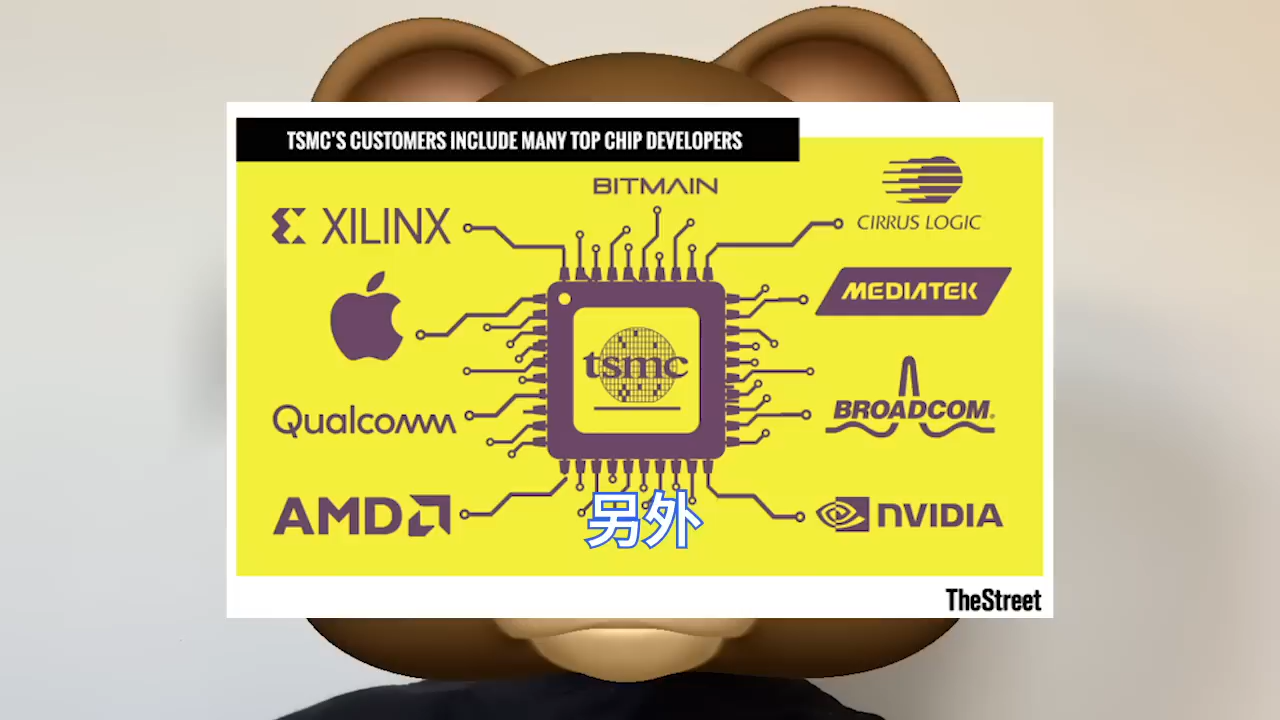 TSMC'S CUSTOMERS INCLUDE MANY TOP CHIP DEVELOPERS
BITMAIN
XILINX
CIRRUS LOGIC
MEDIATEK
tsmc
Qualcomm
BROADCOM®
AMD
NVIDIA
另外
TheStreet